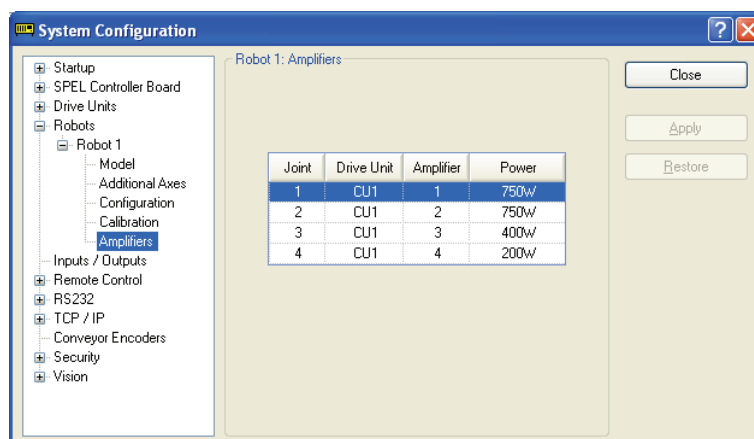 System Configuration
Startup
SPEL Controller Board
Drive Units
Robots
Robot 1
Model
Additional Axes
Configuration
Calibration
Amplifiers
Inputs / Outputs
Remote Control
RS232
TCP / IP
Conveyor Encoders
Security
Vision
Robot 1: Amplifiers
Joint Drive Unit Amplifier Power
1 CU1 1 750W
2 CU1 2 750W
3 CU1 3 400W
4 CU1 4 200W
Close
Apply
Restore